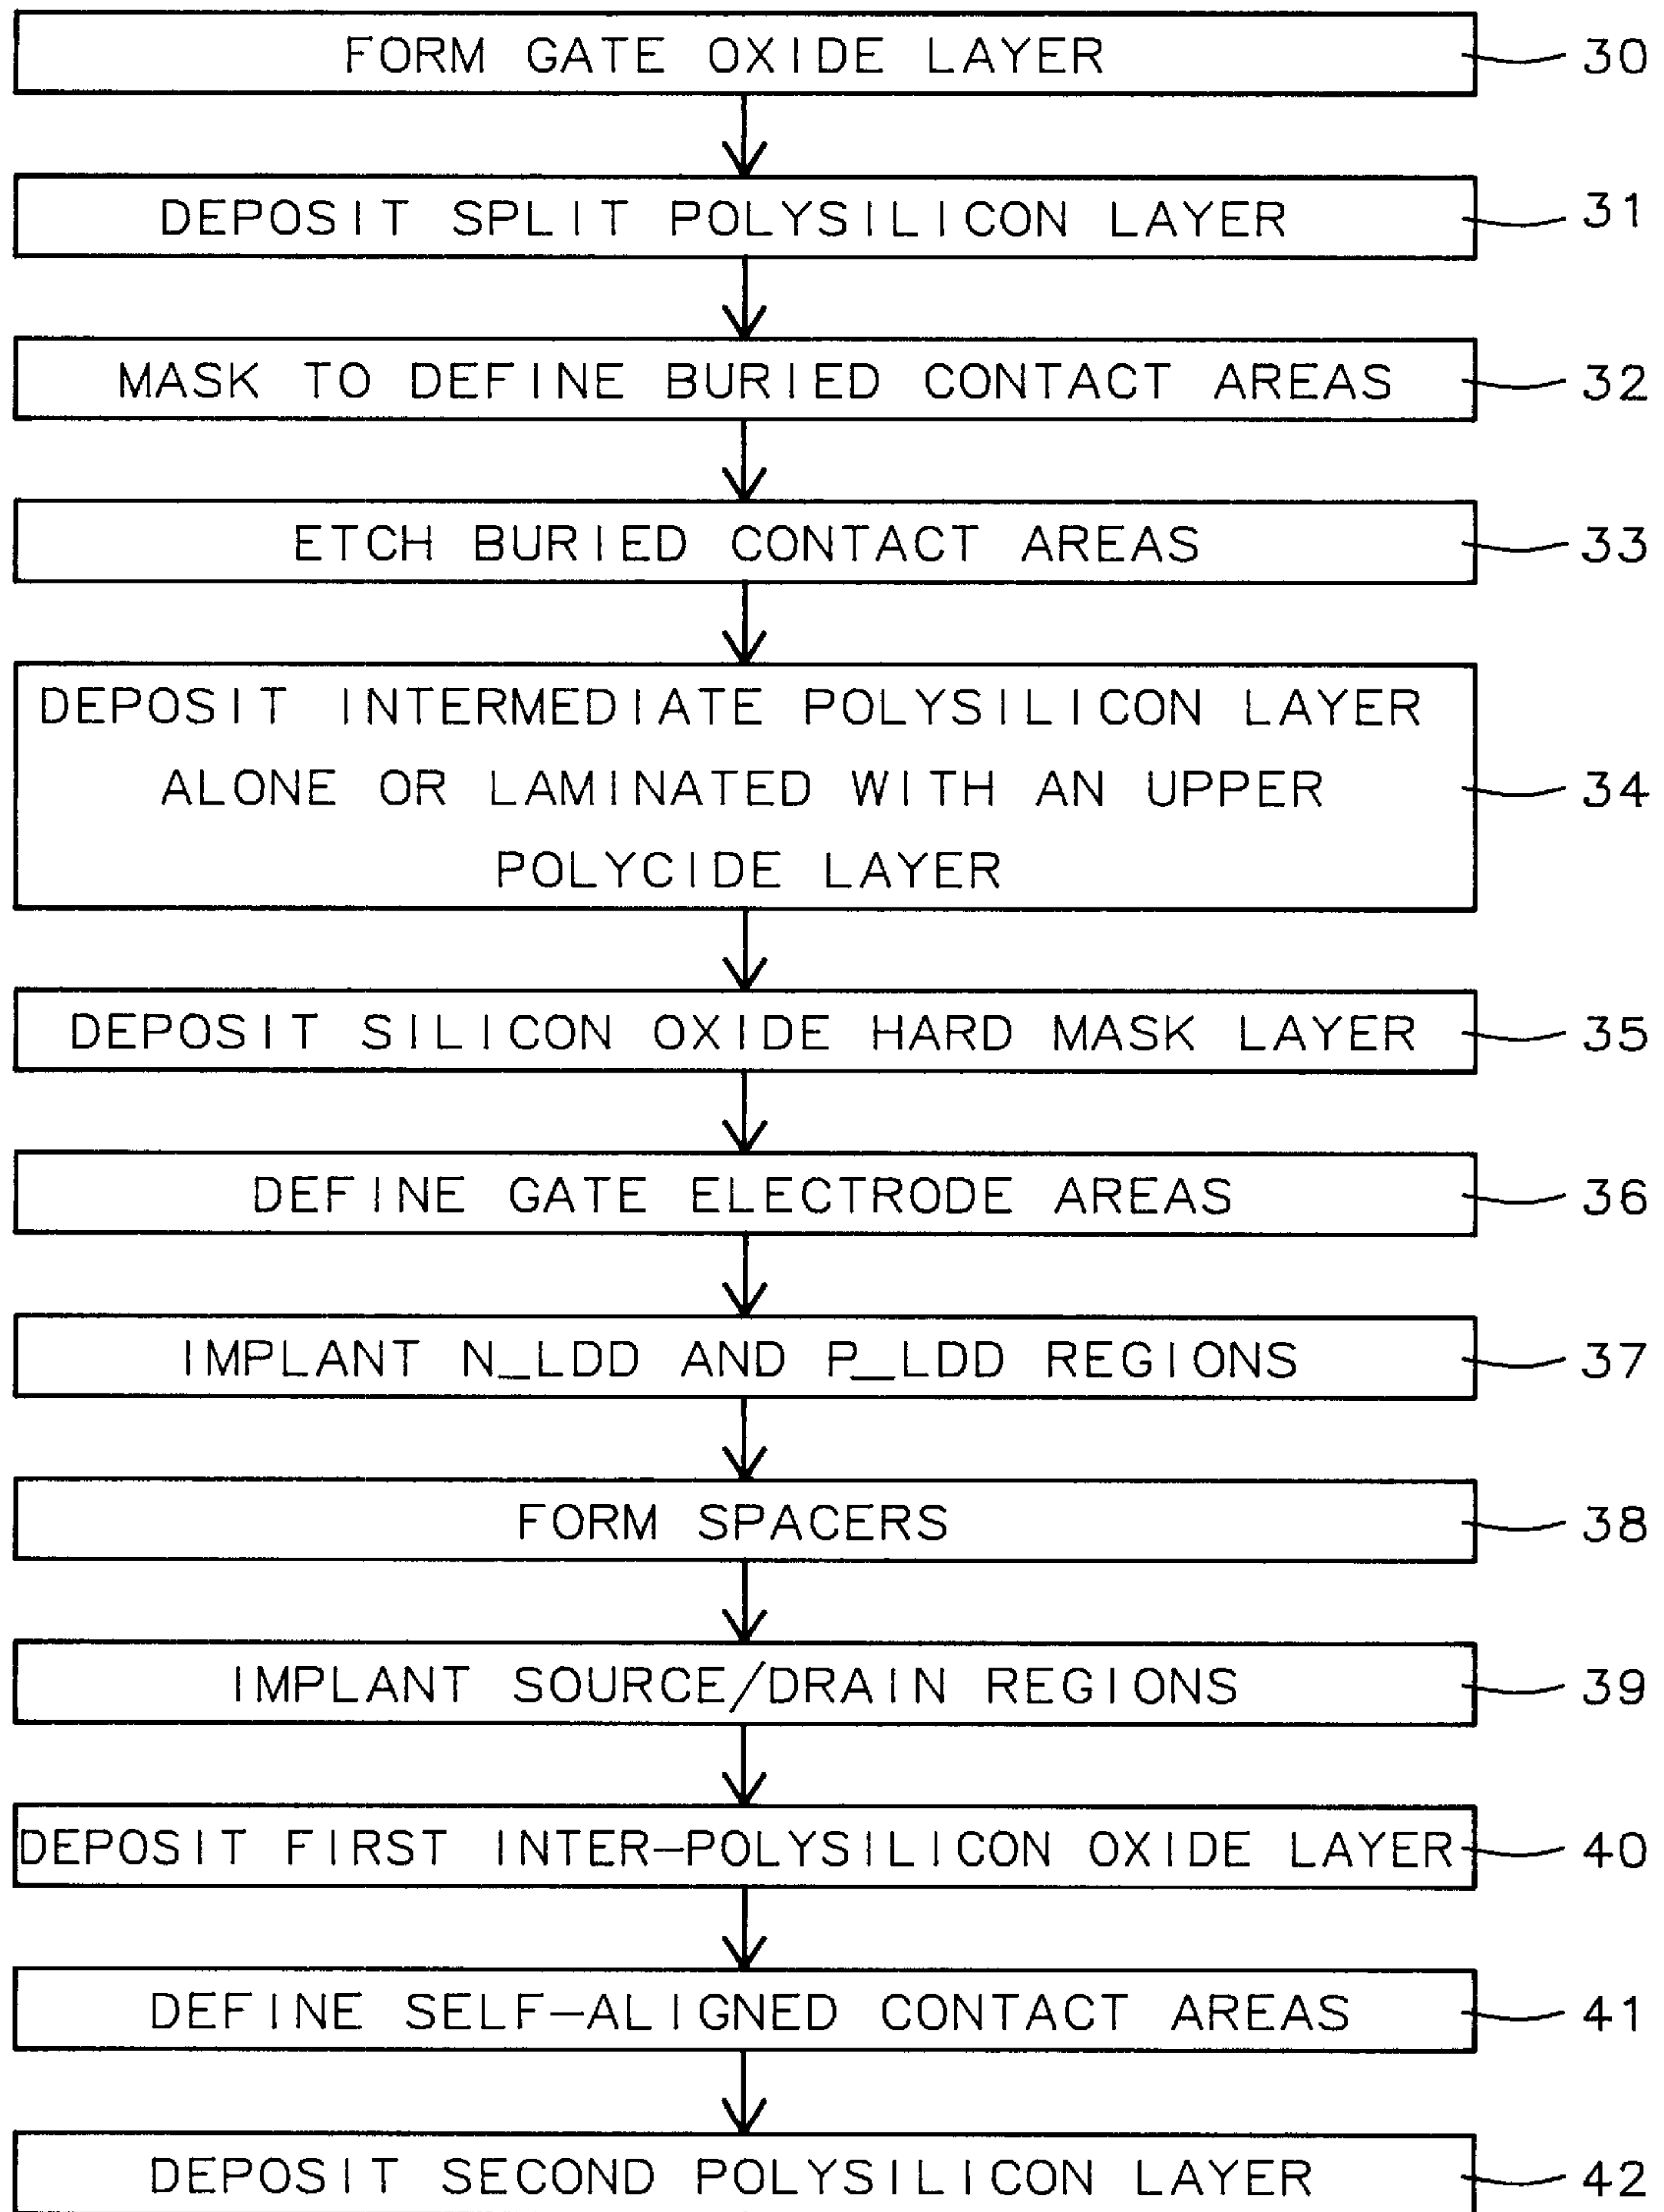 FORM GATE OXIDE LAYER 30
DEPOSIT SPLIT POLYSILICON LAYER 31
MASK TO DEFINE BURIED CONTACT AREAS 32
ETCH BURIED CONTACT AREAS 33
DEPOSIT INTERMEDIATE POLYSILICON LAYER
ALONE OR LAMINATED WITH AN UPPER 34
POLYCIDE LAYER
DEPOSIT SILICON OXIDE HARD MASK LAYER 35
DEFINE GATE ELECTRODE AREAS 36
IMPLANT N_LDD AND P_LDD REGIONS 37
FORM SPACERS 38
IMPLANT SOURCE/DRAIN REGIONS 39
DEPOSIT FIRST INTER-POLYSILICON OXIDE LAYER 40
DEFINE SELF-ALIGNED CONTACT AREAS 41
DEPOSIT SECOND POLYSILICON LAYER 42